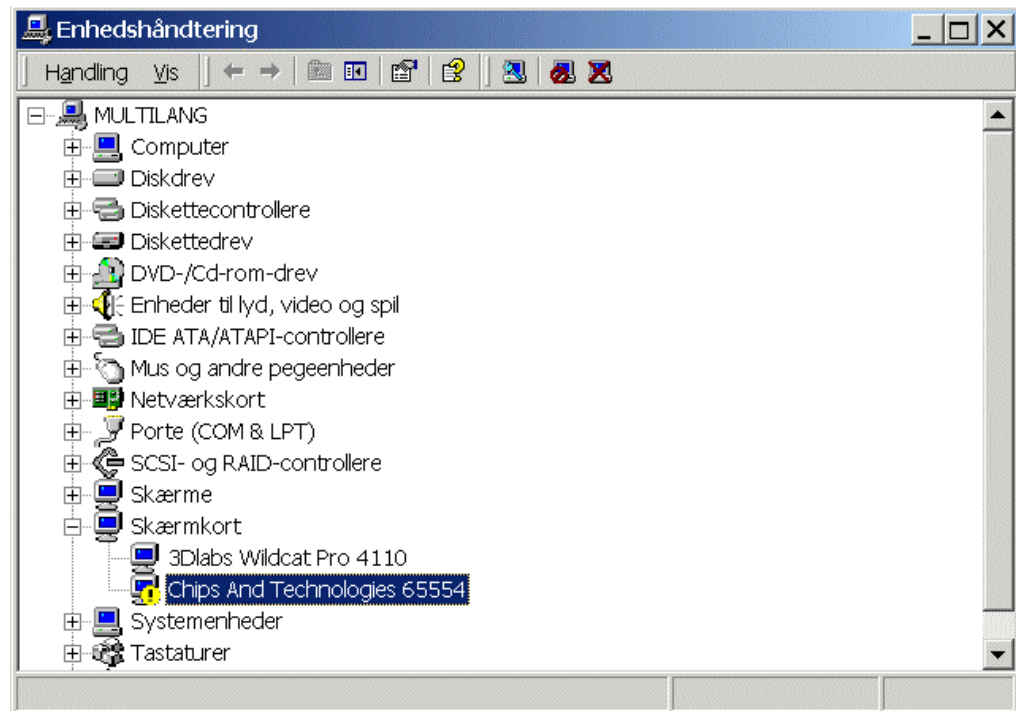 Enhedshåndtering
Handling Vis
MULTILANG
Computer
Diskdrev
Diskettecontrollere
Diskettedrev
DVD-/Cd-rom-drev
Enheder til lyd, video og spil
IDE ATA/ATAPI-controllere
Mus og andre pegeenheder
Netværkskort
Porte (COM & LPT)
SCSI- og RAID-controllere
Skærme
Skærmkort
3Dlabs Wildcat Pro 4110
Chips And Technologies 65554
Systemenheder
Tastaturer